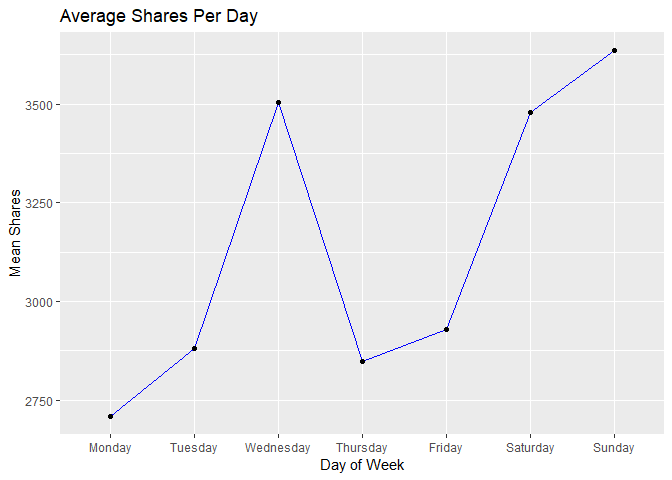 Average Shares Per Day
Mean Shares
3500
3250
3000
2750
Monday Tuesday Wednesday Thursday Friday Saturday Sunday
Day of Week